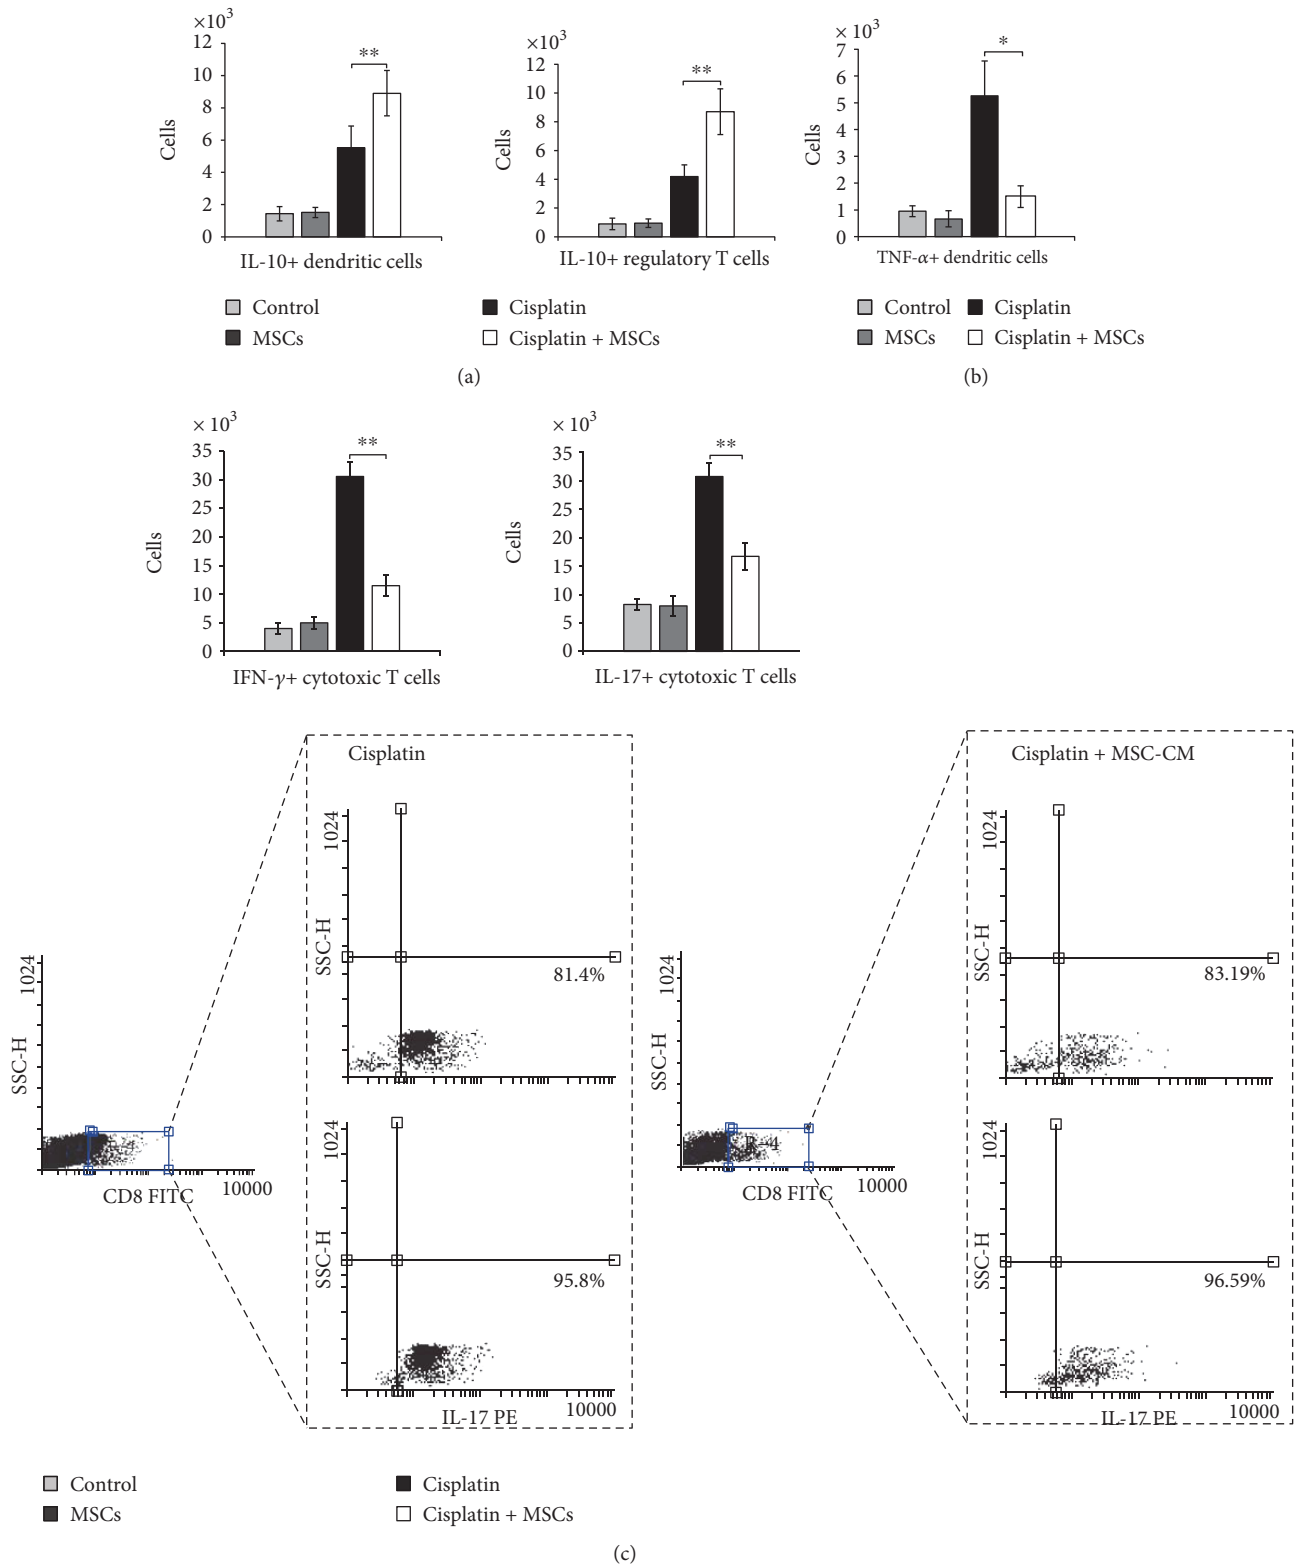 ×10³
12
10
8
6
4
2
0
Cells
**
IL-10+ dendritic cells
×10³
12
10
8
6
4
2
0
Cells
**
IL-10+ regulatory T cells
Control
MSCs
Cisplatin
Cisplatin + MSCs
(a)
× 10³
7
6
5
4
3
2
1
0
Cells
*
TNF-α+ dendritic cells
Control
Cisplatin
MSCs
Cisplatin + MSCs
(b)
× 10³
35
30
25
20
15
10
5
0
Cells
**
IFN-γ+ cytotoxic T cells
× 10³
35
30
25
20
15
10
5
0
Cells
**
IL-17+ cytotoxic T cells
1024
SSC-H
CD8 FITC
10000
Cisplatin
1024
SSC-H
81.4%
1024
SSC-H
95.8%
IL-17 PE
10000
1024
SSC-H
R-4
CD8 FITC
10000
Cisplatin + MSC-CM
1024
SSC-H
83.19%
1024
SSC-H
96.59%
IL-17 PE
10000
Control
MSCs
Cisplatin
Cisplatin + MSCs
(c)